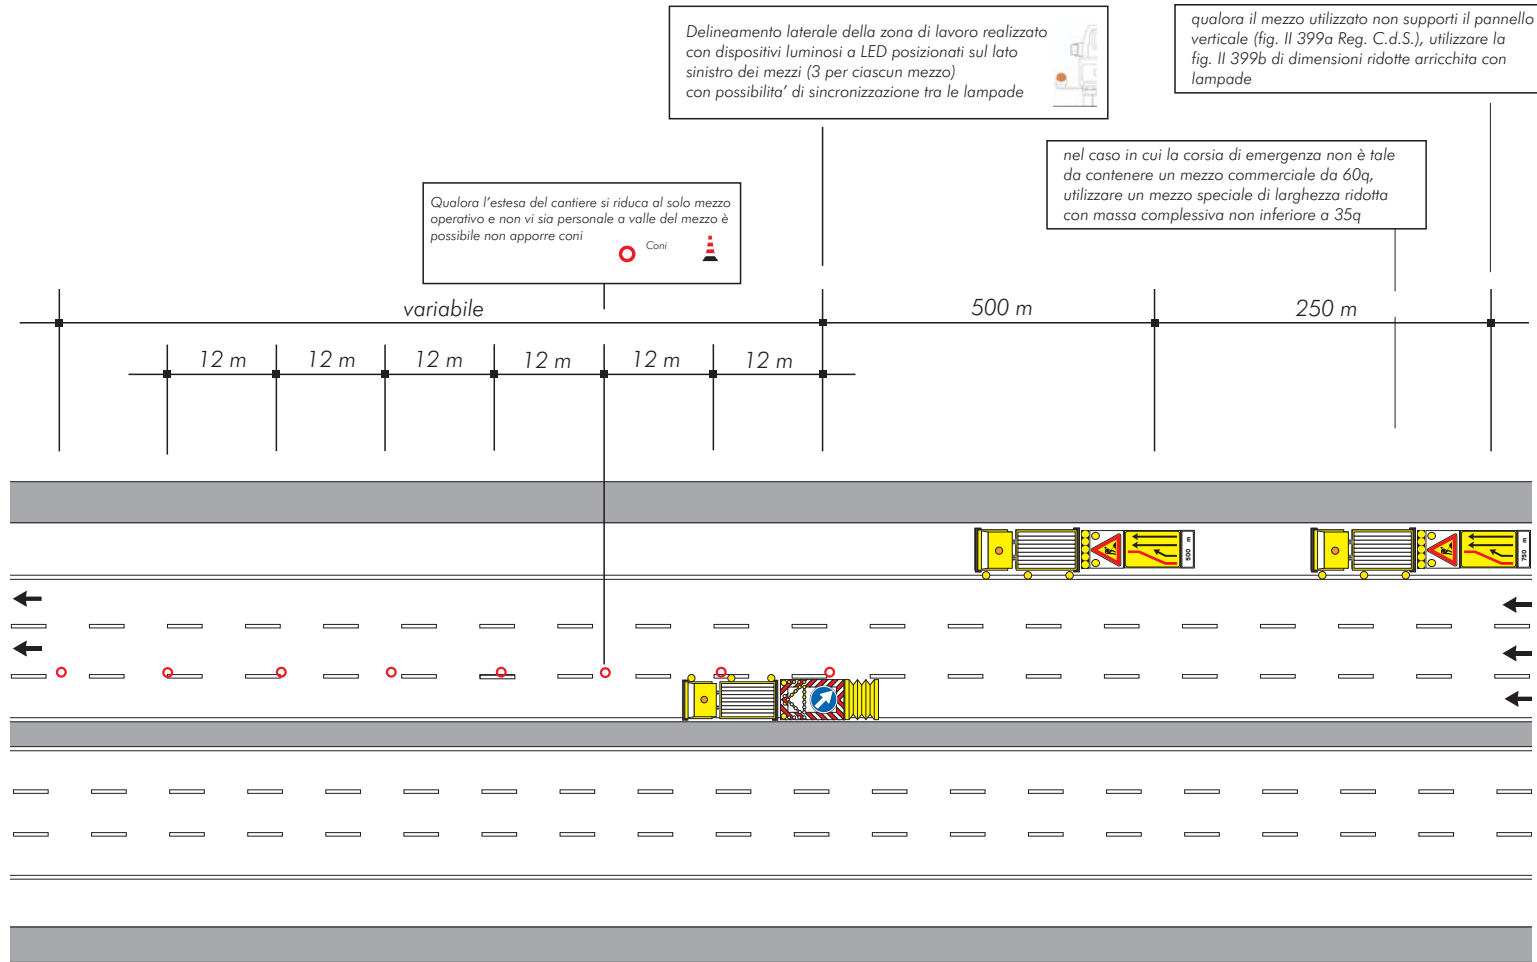 Delineamento laterale della zona di lavoro realizzato
con dispositivi luminosi a LED posizionati sul lato
sinistro dei mezzi (3 per ciascun mezzo)
con possibilita' di sincronizzazione tra le lampade
qualora il mezzo utilizzato non supporti il pannello
verticale (fig. II 399a Reg. C.d.S.), utilizzare la
fig. II 399b di dimensioni ridotte arricchita con
lampade
nel caso in cui la corsia di emergenza non è tale
da contenere un mezzo commerciale da 60q,
utilizzare un mezzo speciale di larghezza ridotta
con massa complessiva non inferiore a 35q
Qualora l'estesa del cantiere si riduca al solo mezzo
operativo e non vi sia personale a valle del mezzo è
possibile non apporre coni
Coni
variabile
500 m
250 m
12 m
12 m
12 m
12 m
12 m
12 m
500 m
750 m